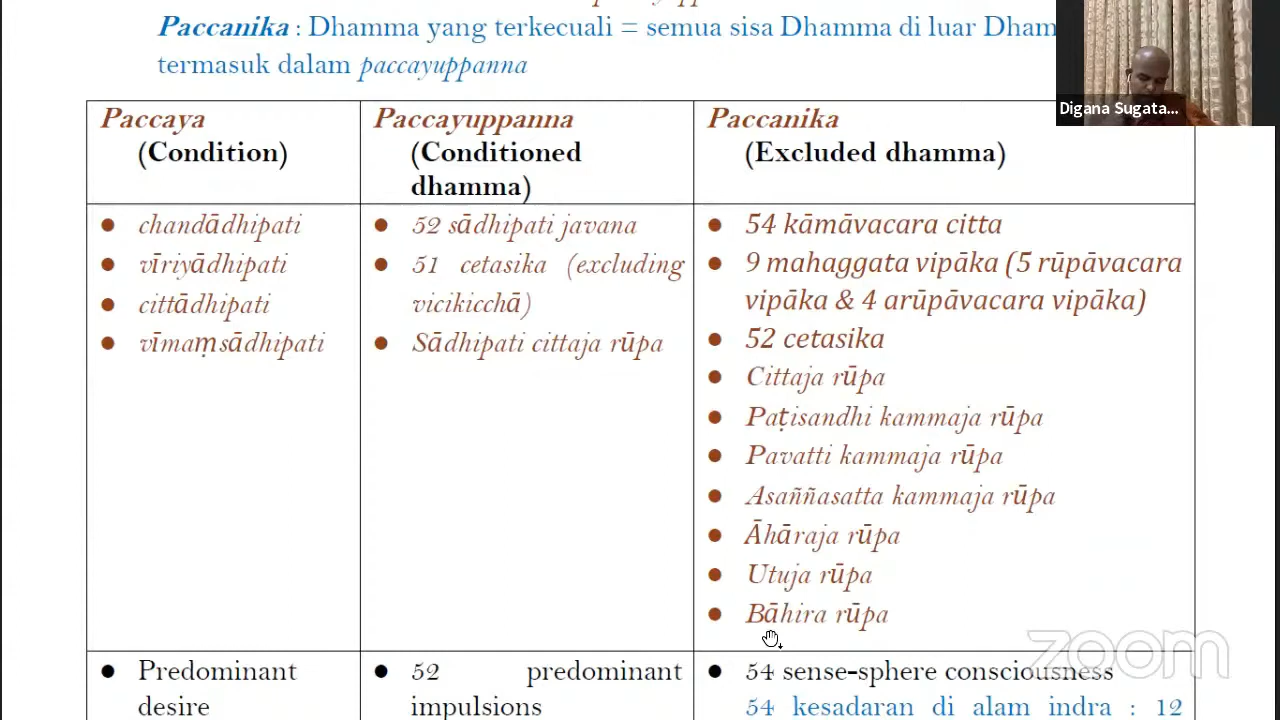 Paccanika : Dhamma yang terkecuali = semua sisa Dhamma di luar Dham
termasuk dalam paccayuppanna
Digana Sugata...
Paccaya
(Condition)
Paccayuppanna
(Conditioned
dhamma)
Paccanika
(Excluded dhamma)
● chandādhipati
● vīriyādhipati
● cittādhipati
● vīmaṃsādhipati
● 52 sādhipati javana
● 51 cetasika (excluding
vicikicchā)
● Sādhipati cittaja rūpa
● 54 kāmāvacara citta
● 9 mahaggata vipāka (5 rūpāvacara
vipāka & 4 arūpāvacara vipāka)
● 52 cetasika
● Cittaja rūpa
● Paṭisandhi kammaja rūpa
● Pavatti kammaja rūpa
● Asaññasatta kammaja rūpa
● Āhāraja rūpa
● Utuja rūpa
● Bāhira rūpa
● Predominant
desire
● 52 predominant
impulsions
● 54 sense-sphere consciousness
54 kesadaran di alam indra : 12
zoom